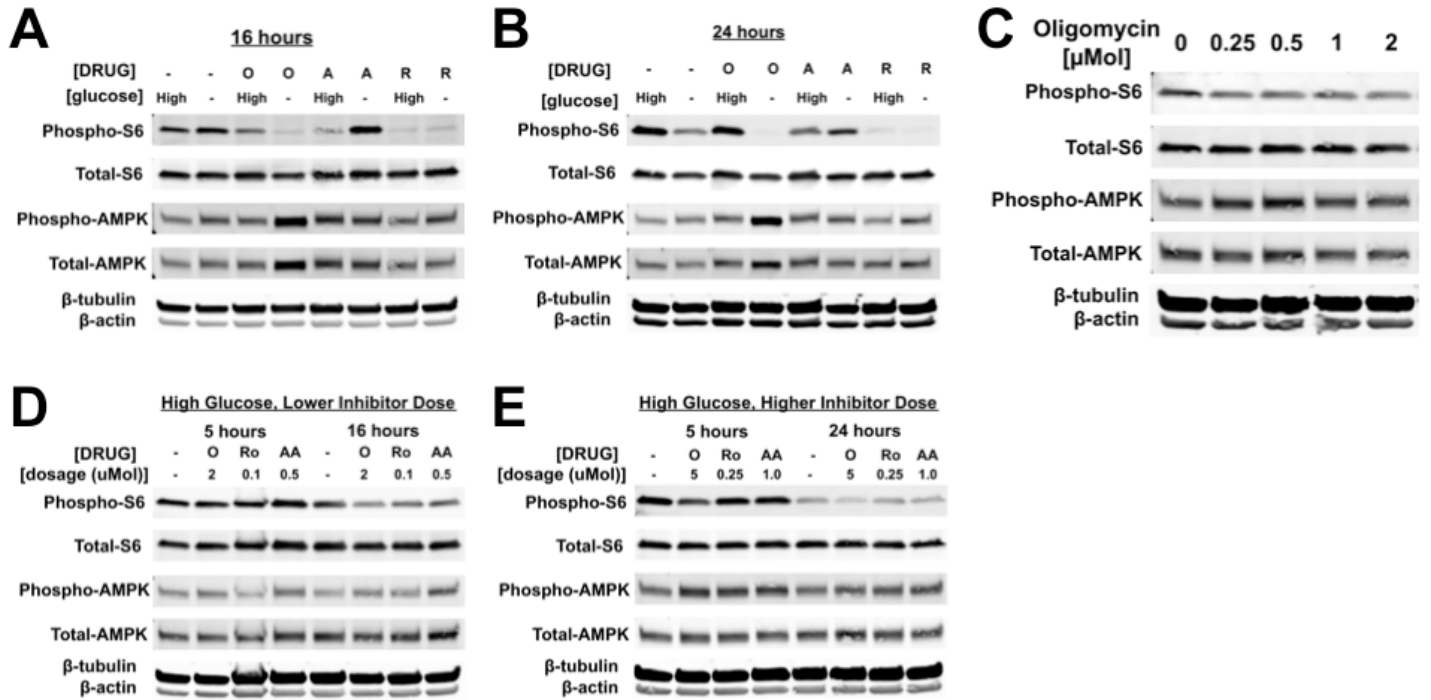 A
16 hours
[DRUG] - - O O A A R R
[glucose] High - High - High - High -
Phospho-S6
Total-S6
Phospho-AMPK
Total-AMPK
β-tubulin
β-actin
B
24 hours
[DRUG] - - O O A A R R
[glucose] High - High - High - High -
Phospho-S6
Total-S6
Phospho-AMPK
Total-AMPK
β-tubulin
β-actin
C
Oligomycin 0 0.25 0.5 1 2
[µMol]
Phospho-S6
Total-S6
Phospho-AMPK
Total-AMPK
β-tubulin
β-actin
D
High Glucose, Lower Inhibitor Dose
5 hours 16 hours
[DRUG] - O Ro AA - O Ro AA
[dosage (uMol)] - 2 0.1 0.5 - 2 0.1 0.5
Phospho-S6
Total-S6
Phospho-AMPK
Total-AMPK
β-tubulin
β-actin
E
High Glucose, Higher Inhibitor Dose
5 hours 24 hours
[DRUG] - O Ro AA - O Ro AA
[dosage (uMol)] - 5 0.25 1.0 - 5 0.25 1.0
Phospho-S6
Total-S6
Phospho-AMPK
Total-AMPK
β-tubulin
β-actin